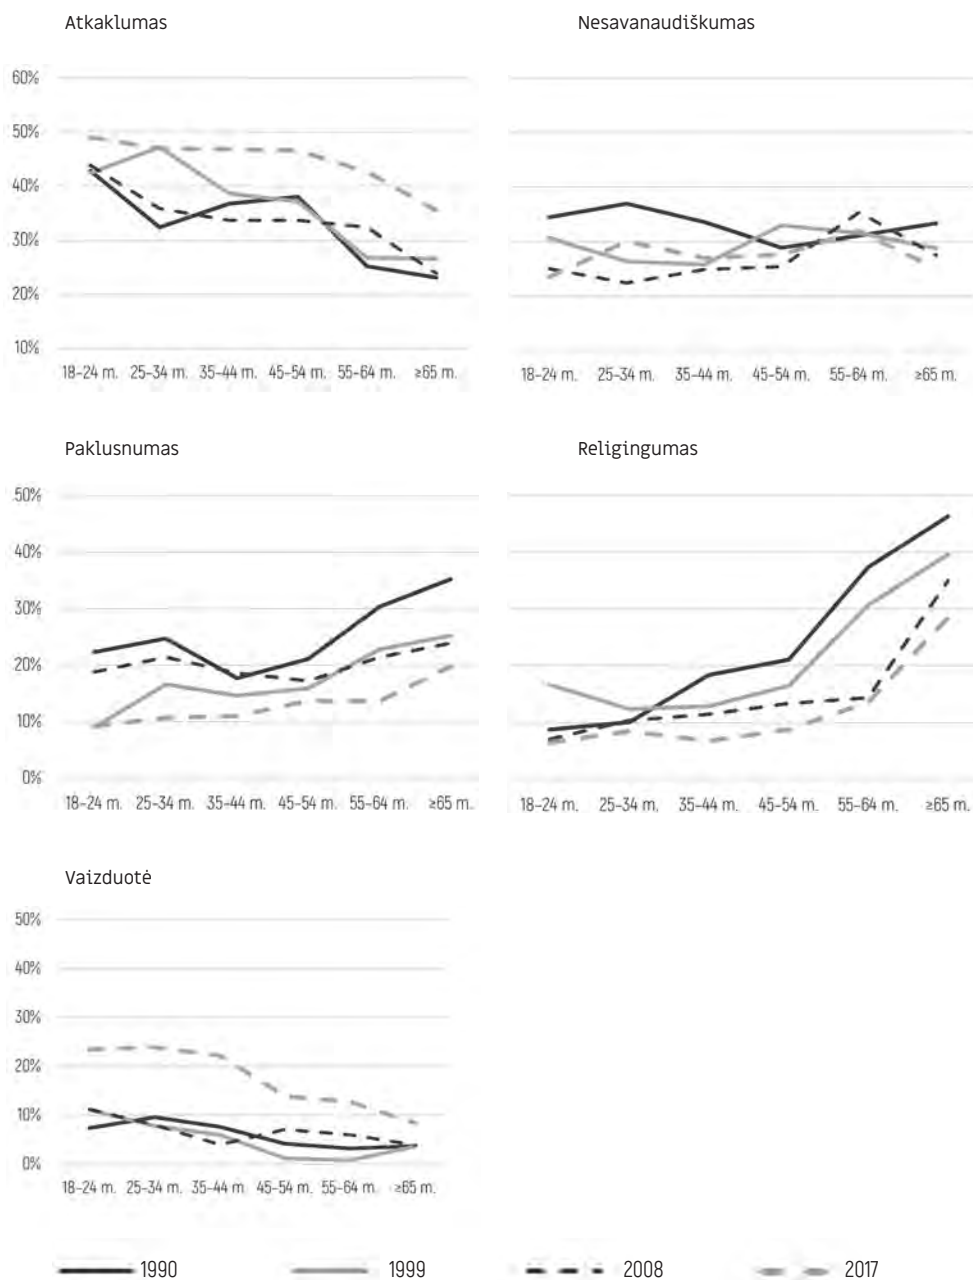 Atkaklumas
Nesavanaudiškumas
60%
50%
40%
30%
20%
10%
18-24 m. 25-34 m. 35-44 m. 45-54 m. 55-64 m. ≥65 m.
18-24 m. 25-34 m. 35-44 m. 45-54 m. 55-64 m. ≥65 m.
Paklusnumas
Religingumas
50%
40%
30%
20%
10%
0%
18-24 m. 25-34 m. 35-44 m. 45-54 m. 55-64 m. ≥65 m.
18-24 m. 25-34 m. 35-44 m. 45-54 m. 55-64 m. ≥65 m.
Vaizduotė
50%
40%
30%
20%
10%
0%
18-24 m. 25-34 m. 35-44 m. 45-54 m. 55-64 m. ≥65 m.
1990 1999 2008 2017